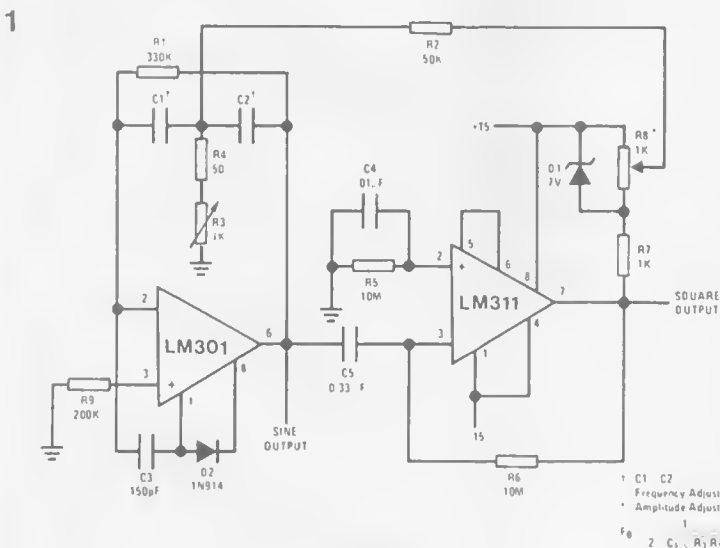 1
R1
330K
R2
50K
C1†
C2†
R4
50
R3
1K
C4
R5
10M
+15
D1
7V
R8*
1K
R7
1K
2
+
5
6
8
7
4
LM311
3
1
SQUARE
OUTPUT
2
LM301
6
3
+
8
1
R9
200K
C3
150pF
D2
1N914
SINE
OUTPUT
C5
15
R6
10M
† C1 C2
Frequency Adjust
* Amplitude Adjust
1
2